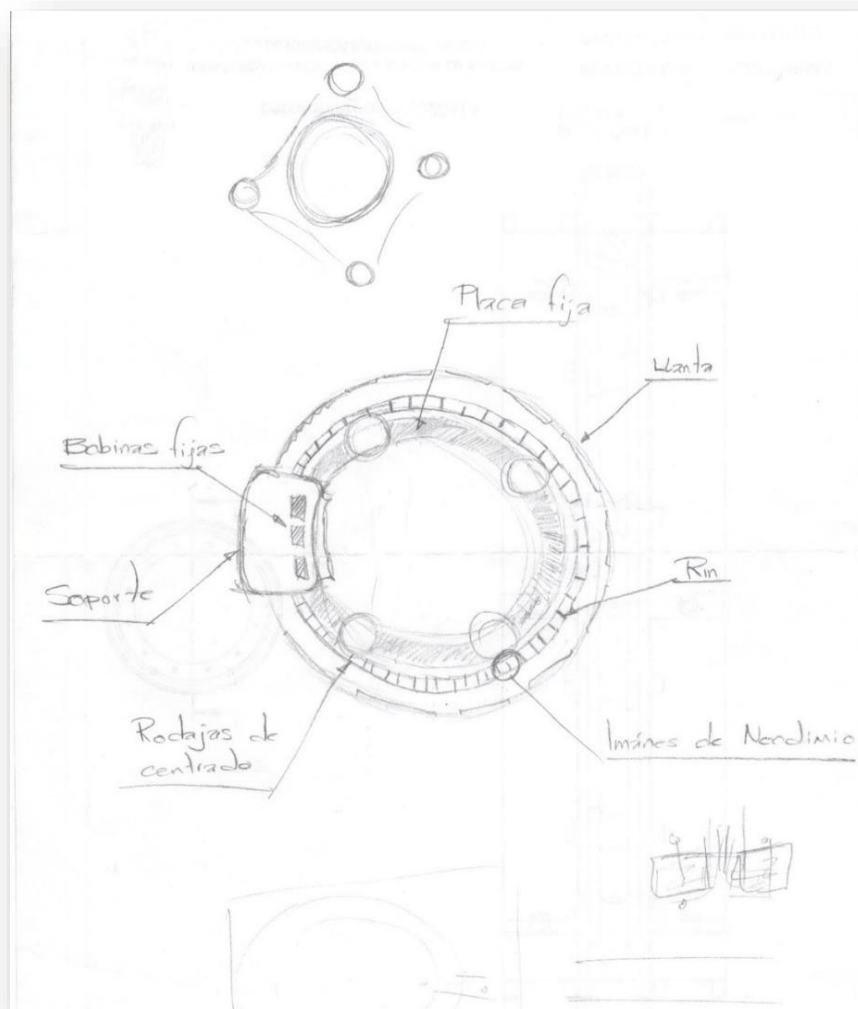 Placa fija
Llanta
Bobinas fijas
Soporte
Rin
Rodajas de
centrado
Imánes de Neodimio